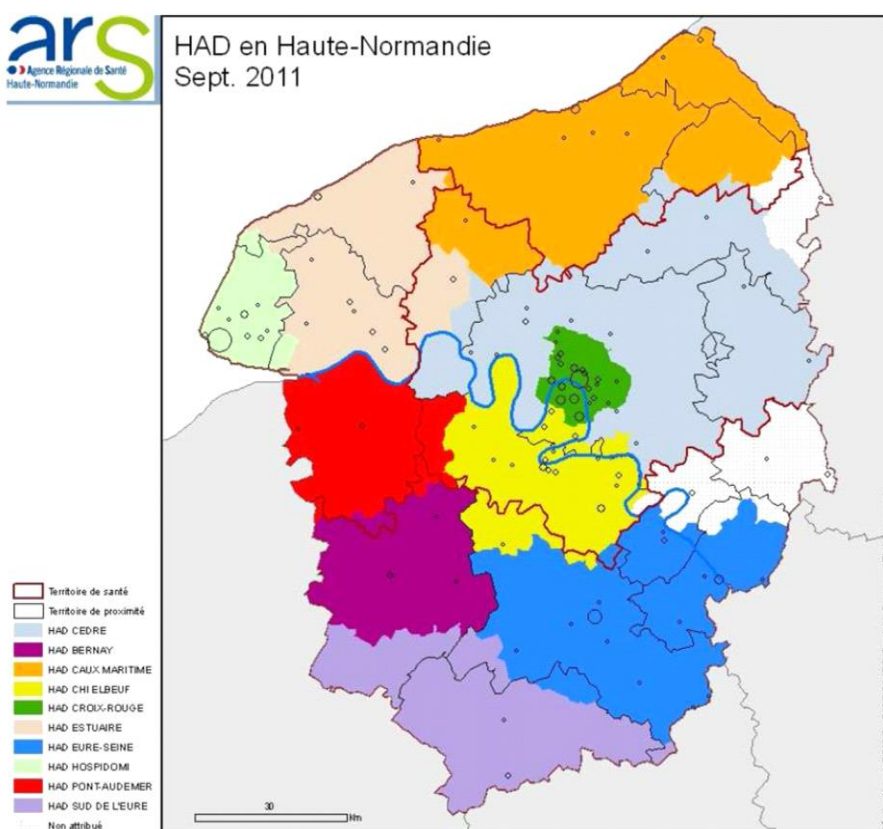 ars
Agence Régionale de Santé
Haute-Normandie
HAD en Haute-Normandie
Sept. 2011
Territoire de santé
Territoire de proximité
HAD CEDRE
HAD BERNAY
HAD CAUX MARITIME
HAD CHI ELBEUF
HAD CROIX-ROUGE
HAD ESTUAIRE
HAD EURE-SEINE
HAD HOSPIDOMI
HAD PONT-AUDEMER
HAD SUD DE L'EURE
Non attribué
30
Km